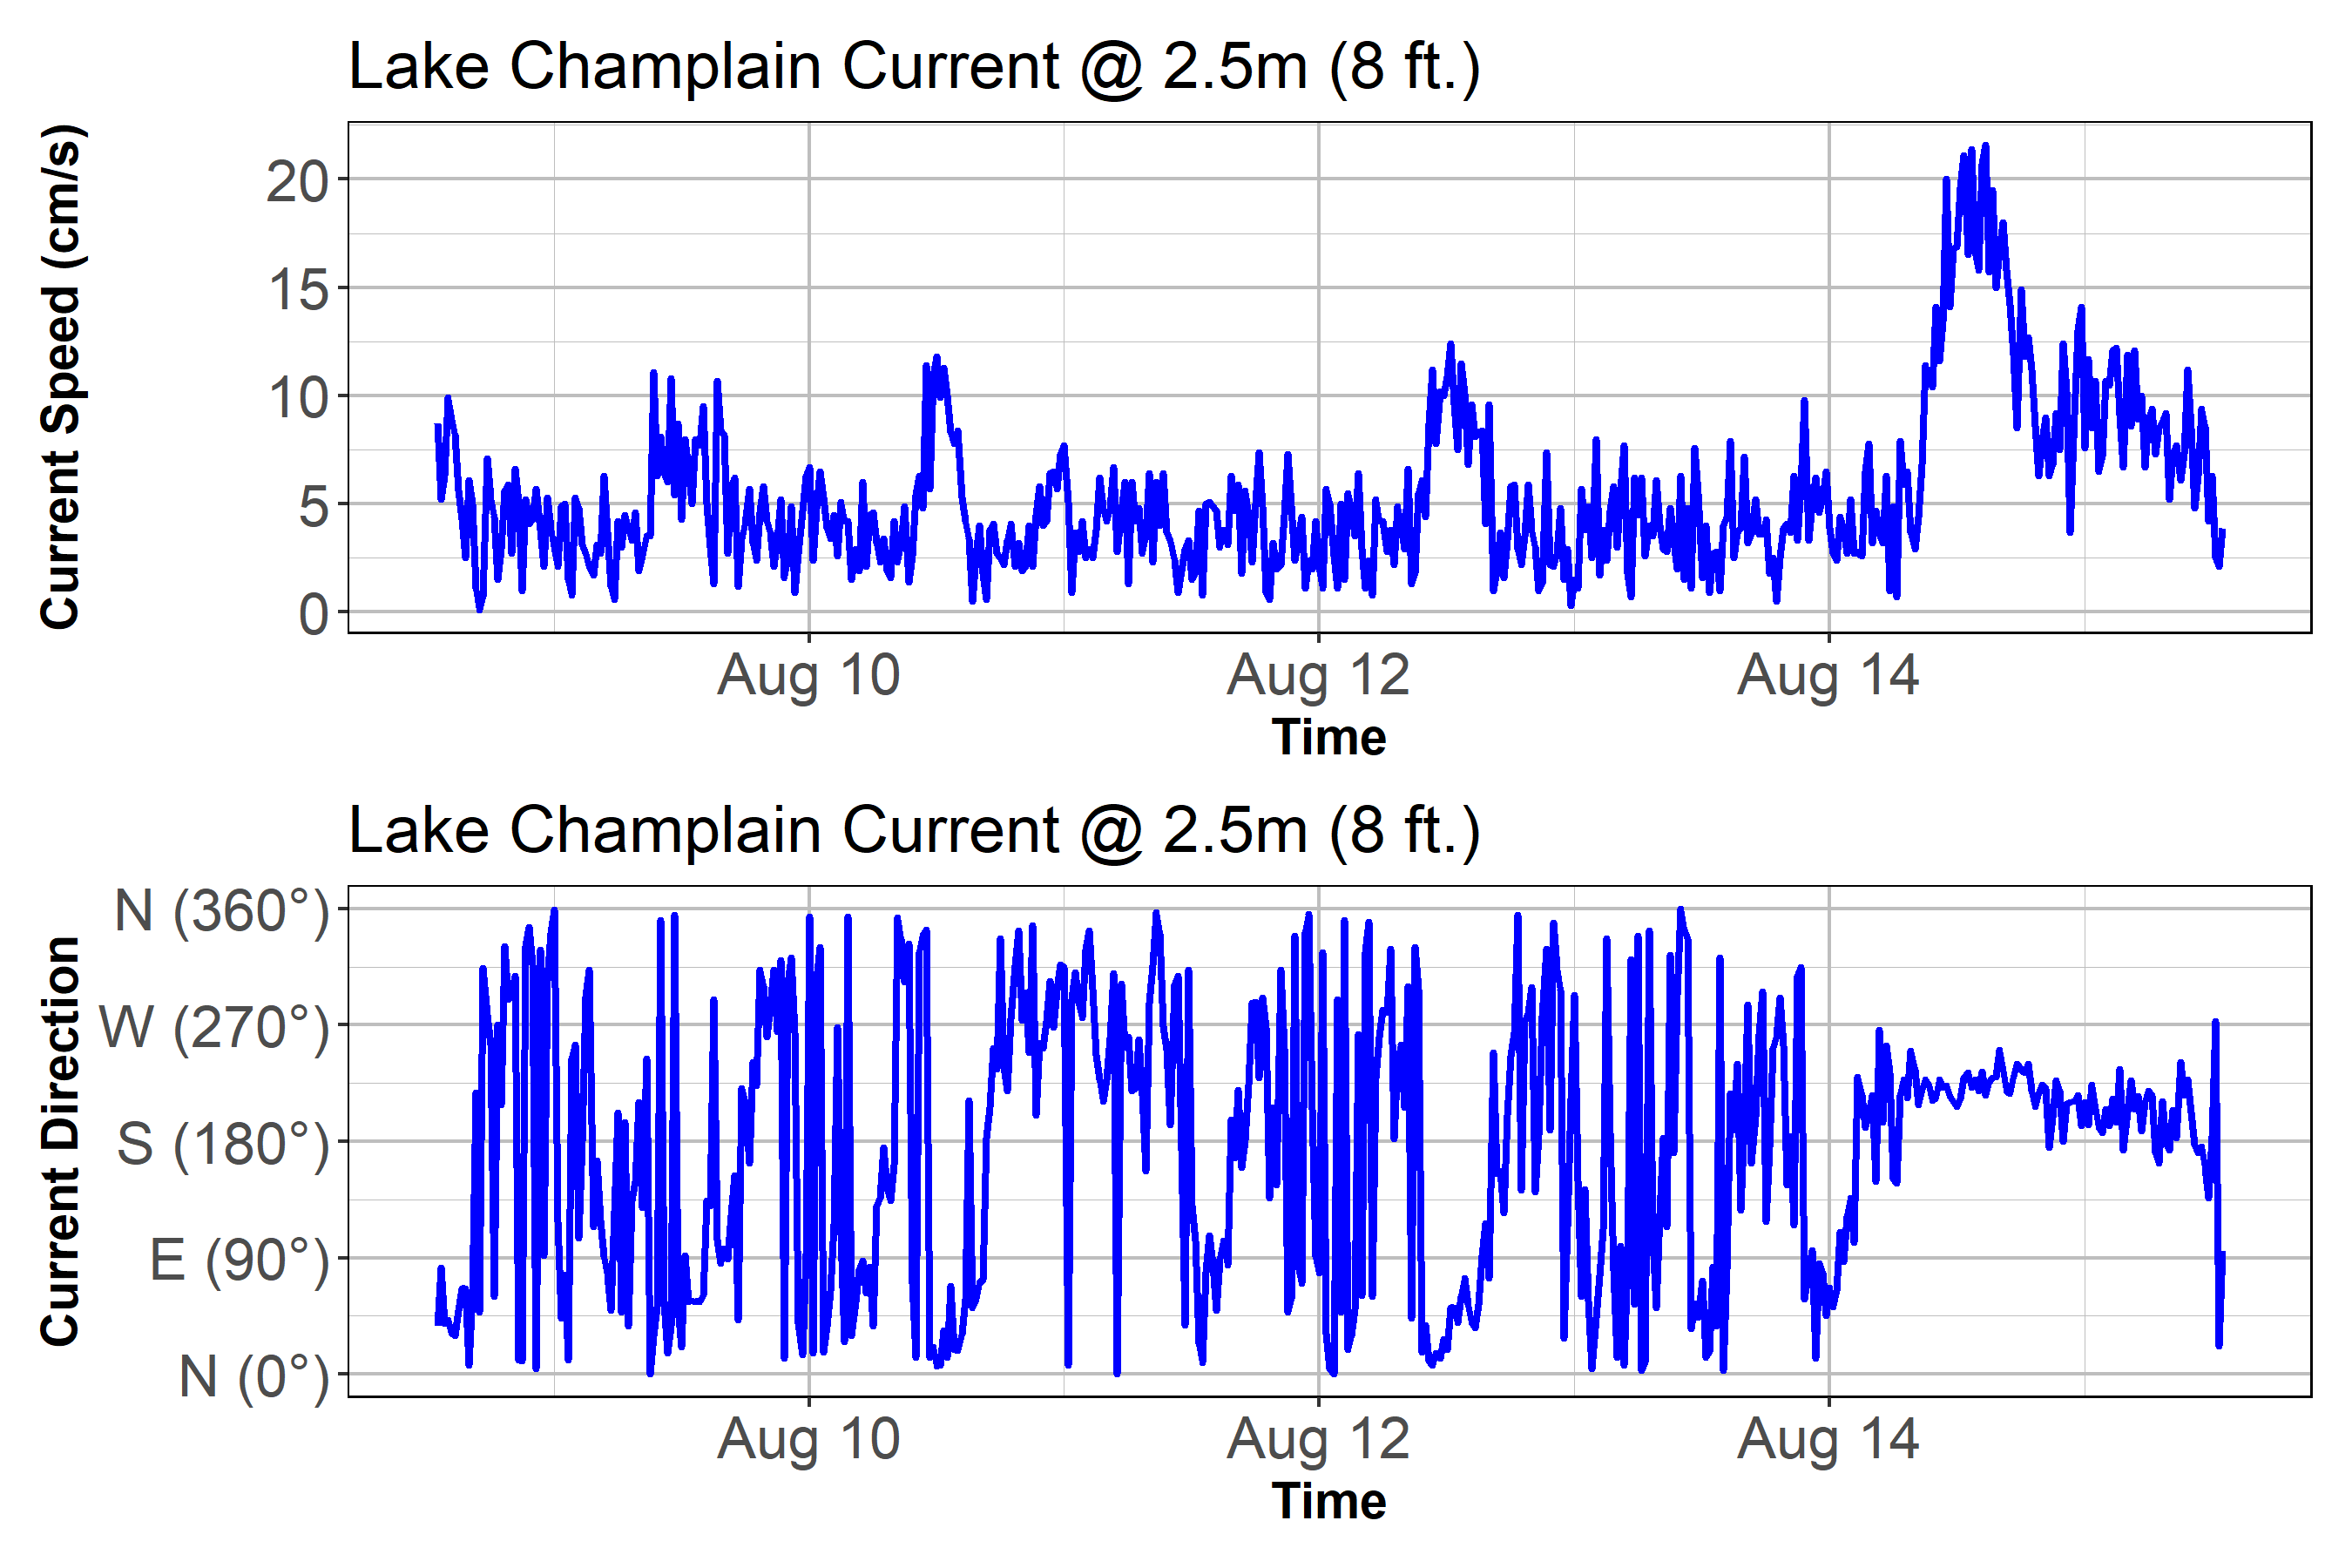 Lake Champlain Current @ 2.5m (8 ft.)
Current Speed (cm/s)
20
15
10
5
0
Aug 10 Aug 12 Aug 14
Time
Lake Champlain Current @ 2.5m (8 ft.)
Current Direction
N (360°)
W (270°)
S (180°)
E (90°)
N (0°)
Aug 10 Aug 12 Aug 14
Time